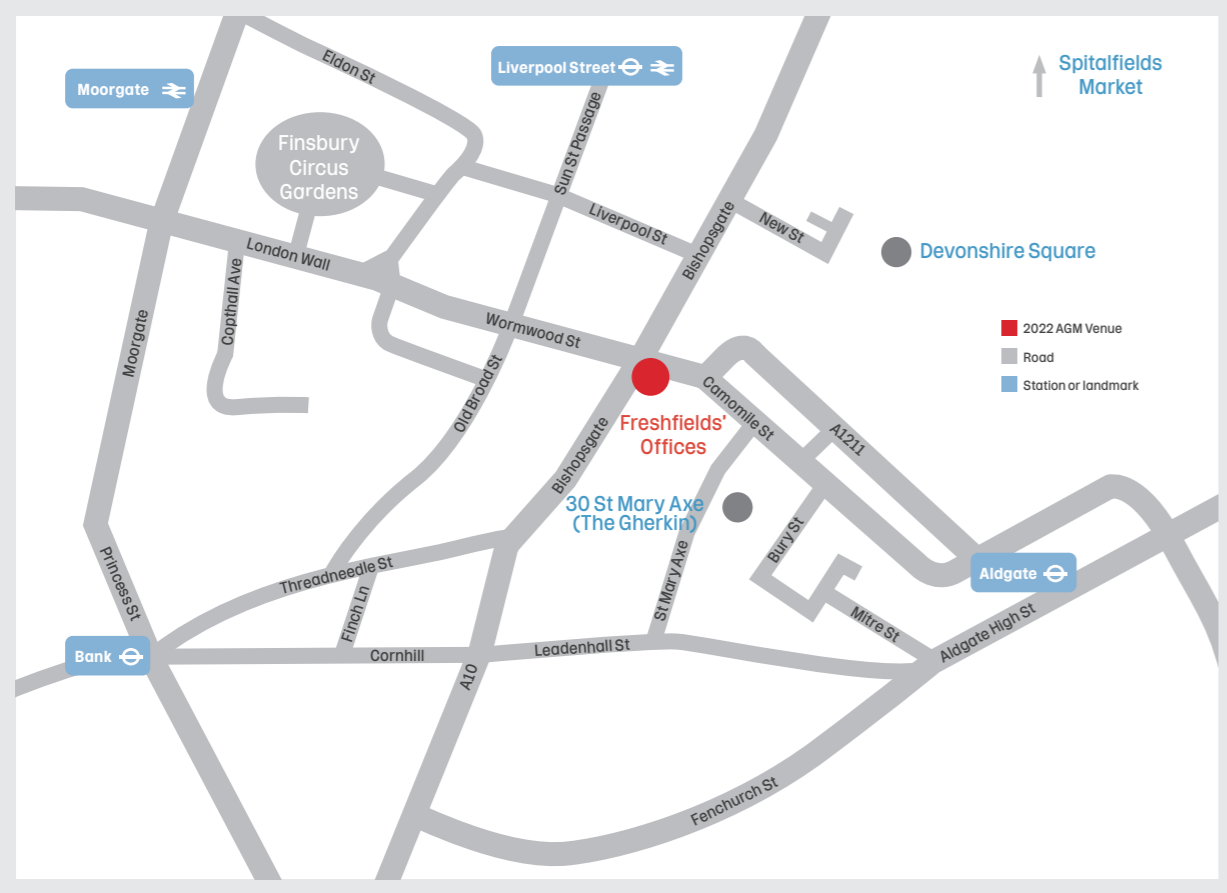 Eldon St
Liverpool Street
Spitalfields
Market
Moorgate
Sun St Passage
Finsbury
Circus
Gardens
Liverpool St
Bishopsgate
New St
London Wall
Devonshire Square
Copthall Ave
Moorgate
Wormwood St
2022 AGM Venue
Road
Station or landmark
Old Broad St
Camomile St
Freshfields'
Offices
A1211
Bishopsgate
30 St Mary Axe
(The Gherkin)
Bury St
Princess St
Threadneedle St
Finch Ln
St Mary Axe
Aldgate
Mitre St
Aldgate High St
Bank
Cornhill
Leadenhall St
A10
Fenchurch St